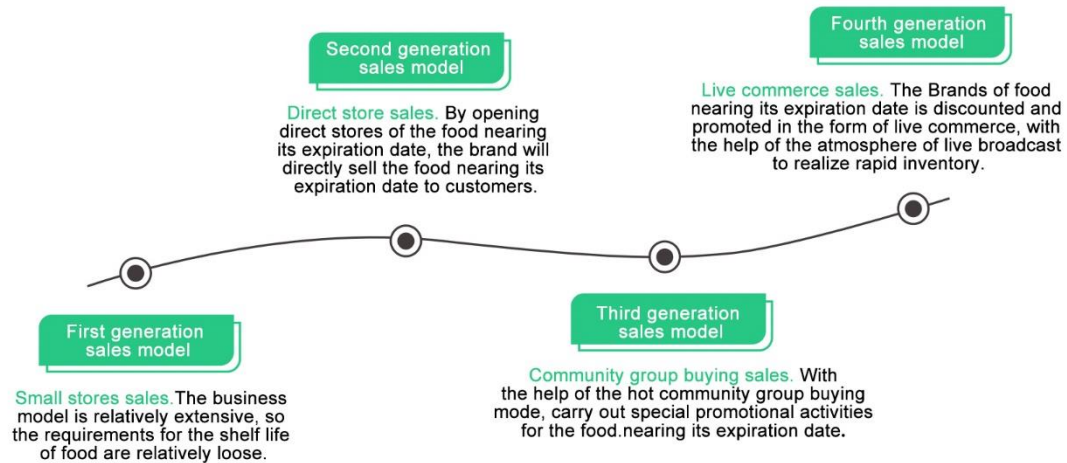 First generation
sales model
Small stores sales.The business
model is relatively extensive, so
the requirements for the shelf life
of food are relatively loose.
Second generation
sales model
Direct store sales. By opening
direct stores of the food nearing
its expiration date, the brand will
directly sell the food nearing its
expiration date to customers.
Third generation
sales model
Community group buying sales. With
the help of the hot community group buying
mode, carry out special promotional activities
for the food.nearing its expiration date.
Fourth generation
sales model
Live commerce sales. The Brands of food
nearing its expiration date is discounted and
promoted in the form of live commerce, with
the help of the atmosphere of live broadcast
to realize rapid inventory.